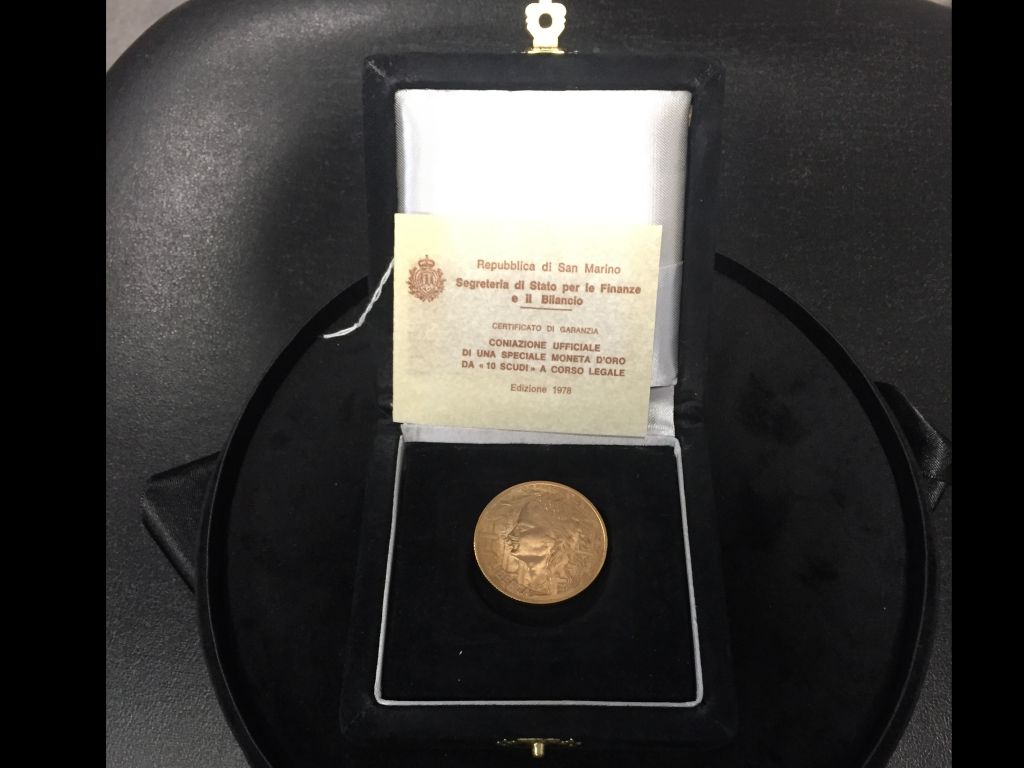 Repubblica di San Marino
Segreteria di Stato per le Finanze
e il Bilancio
CERTIFICATO DI GARANZIA
CONIAZIONE UFFICIALE
DI UNA SPECIALE MONETA D'ORO
DA « 10 SCUDI » A CORSO LEGALE
Edizione 1978